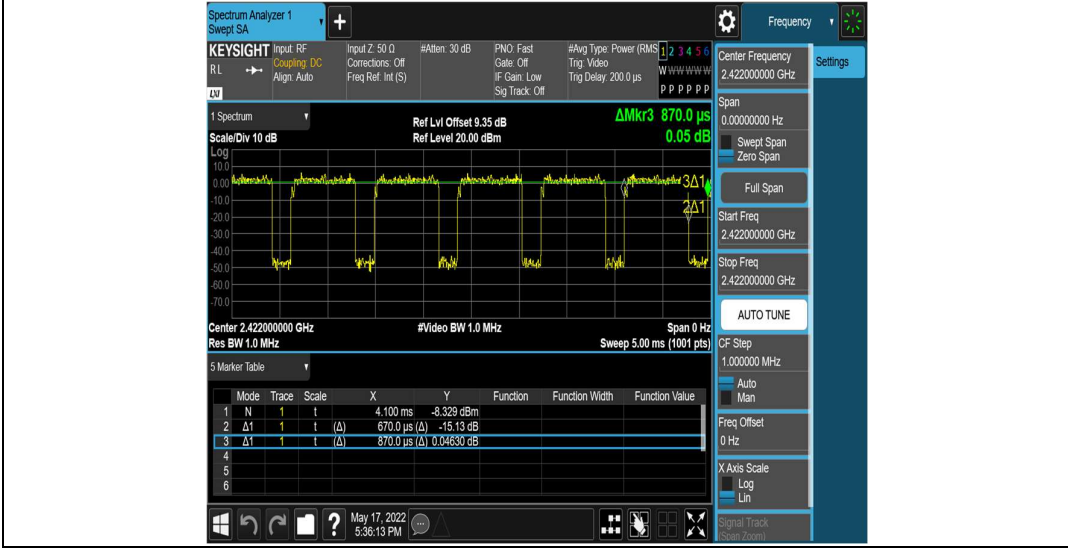 Spectrum Analyzer 1
Swept SA
+
Frequency
KEYSIGHT
RL
LXI
Input: RF
Coupling: DC
Align: Auto
Input Z: 50 Ω
Corrections: Off
Freq Ref: Int (S)
#Atten: 30 dB
PNO: Fast
Gate: Off
IF Gain: Low
Sig Track: Off
#Avg Type: Power (RMS
Trig: Video
Trig Delay: 200.0 µs
1 2 3 4 5 6
W W W W W W
P P P P P P
1 Spectrum
Scale/Div 10 dB
Ref Lvl Offset 9.35 dB
Ref Level 20.00 dBm
ΔMkr3 870.0 µs
0.05 dB
Log
10.0
0.00
-10.0
-20.0
-30.0
-40.0
-50.0
-60.0
-70.0
3Δ1
2Δ1
Center 2.422000000 GHz
Res BW 1.0 MHz
#Video BW 1.0 MHz
Span 0 Hz
Sweep 5.00 ms (1001 pts)
5 Marker Table
Mode Trace Scale X Y Function Function Width Function Value
1 N 1 t 4.100 ms -8.329 dBm
2 Δ1 1 t (Δ) 670.0 µs (Δ) -15.13 dB
3 Δ1 1 t (Δ) 870.0 µs (Δ) 0.04630 dB
4
5
6
?
May 17, 2022
5:36:13 PM
Center Frequency
2.422000000 GHz
Settings
Span
0.00000000 Hz
Swept Span
Zero Span
Full Span
Start Freq
2.422000000 GHz
Stop Freq
2.422000000 GHz
AUTO TUNE
CF Step
1.000000 MHz
Auto
Man
Freq Offset
0 Hz
X Axis Scale
Log
Lin
Signal Track
(Span Zoom)